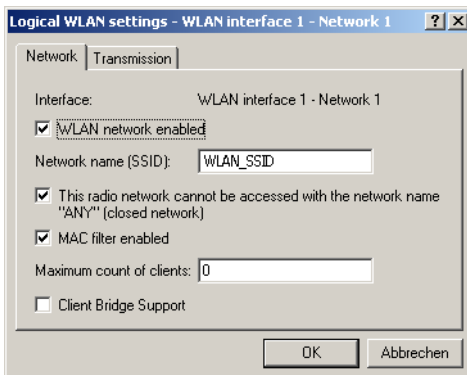 Logical WLAN settings - WLAN interface 1 - Network 1
Network Transmission
Interface: WLAN interface 1 - Network 1
WLAN network enabled
Network name (SSID): WLAN_SSID
This radio network cannot be accessed with the network name
"ANY" (closed network)
MAC filter enabled
Maximum count of clients: 0
Client Bridge Support
OK Abbrechen